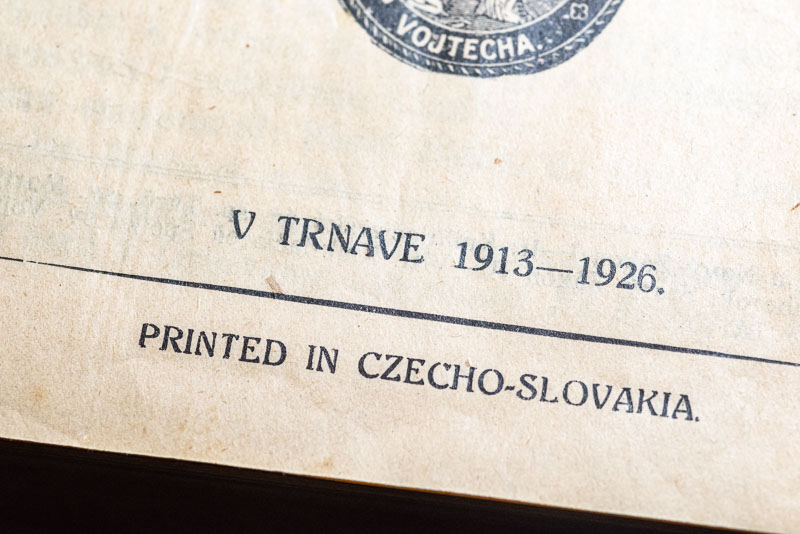 VOJTECHA.
V TRNAVE 1913—1926.
PRINTED IN CZECHO-SLOVAKIA.